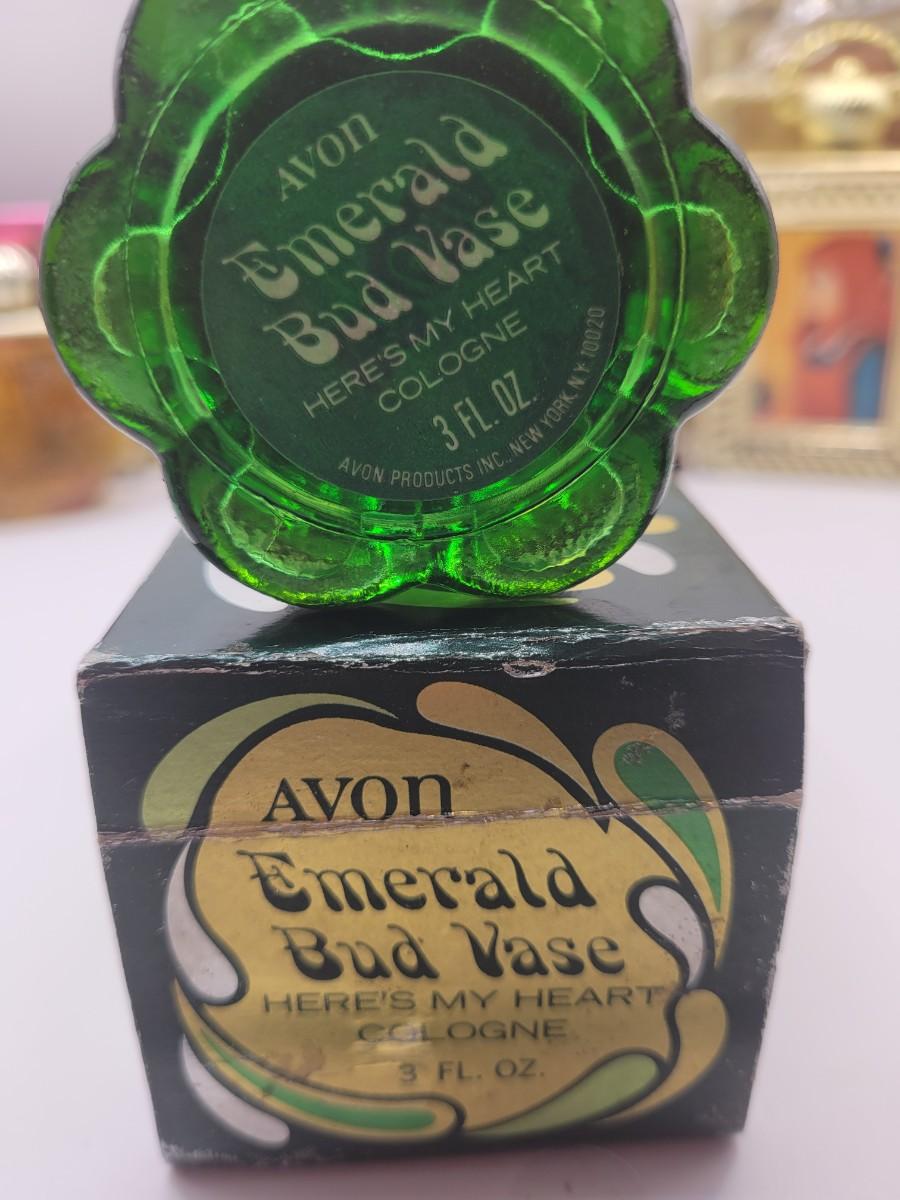 AVON
Emerald
Bud Vase
HERE'S MY HEART
COLOGNE
3 FL. OZ.
AVON PRODUCTS INC., NEW YORK, N.Y. 10020
AVON
Emerald
Bud Vase
HERE'S MY HEART
COLOGNE
3 FL. OZ.